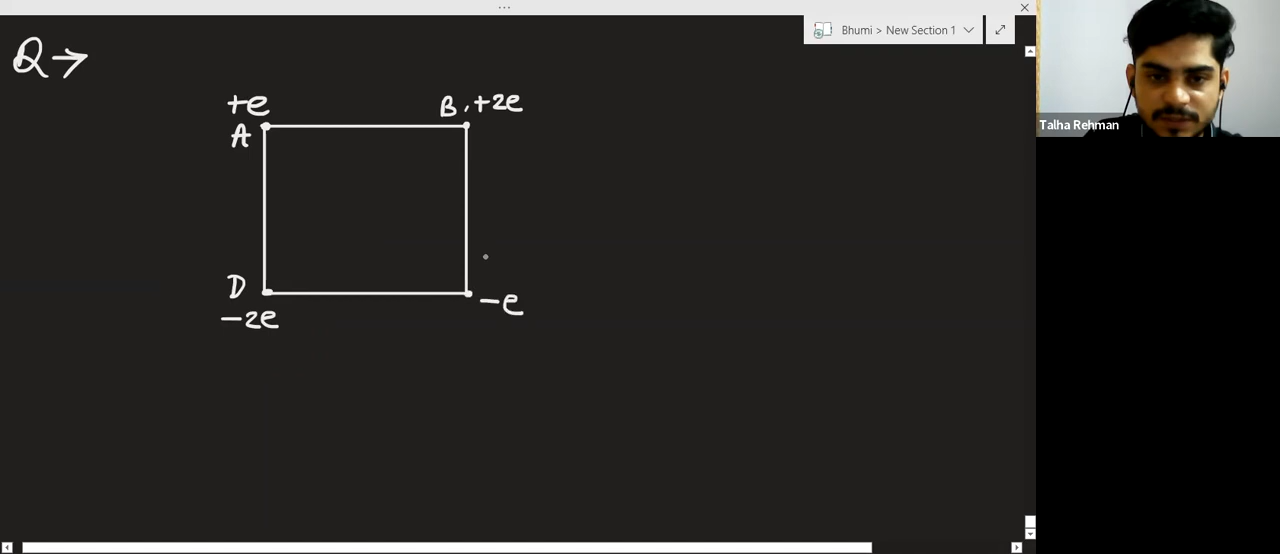 ...
Bhumi > New Section 1
Q →
+e
A
B · +2e
D
-2e
-e
Talha Rehman